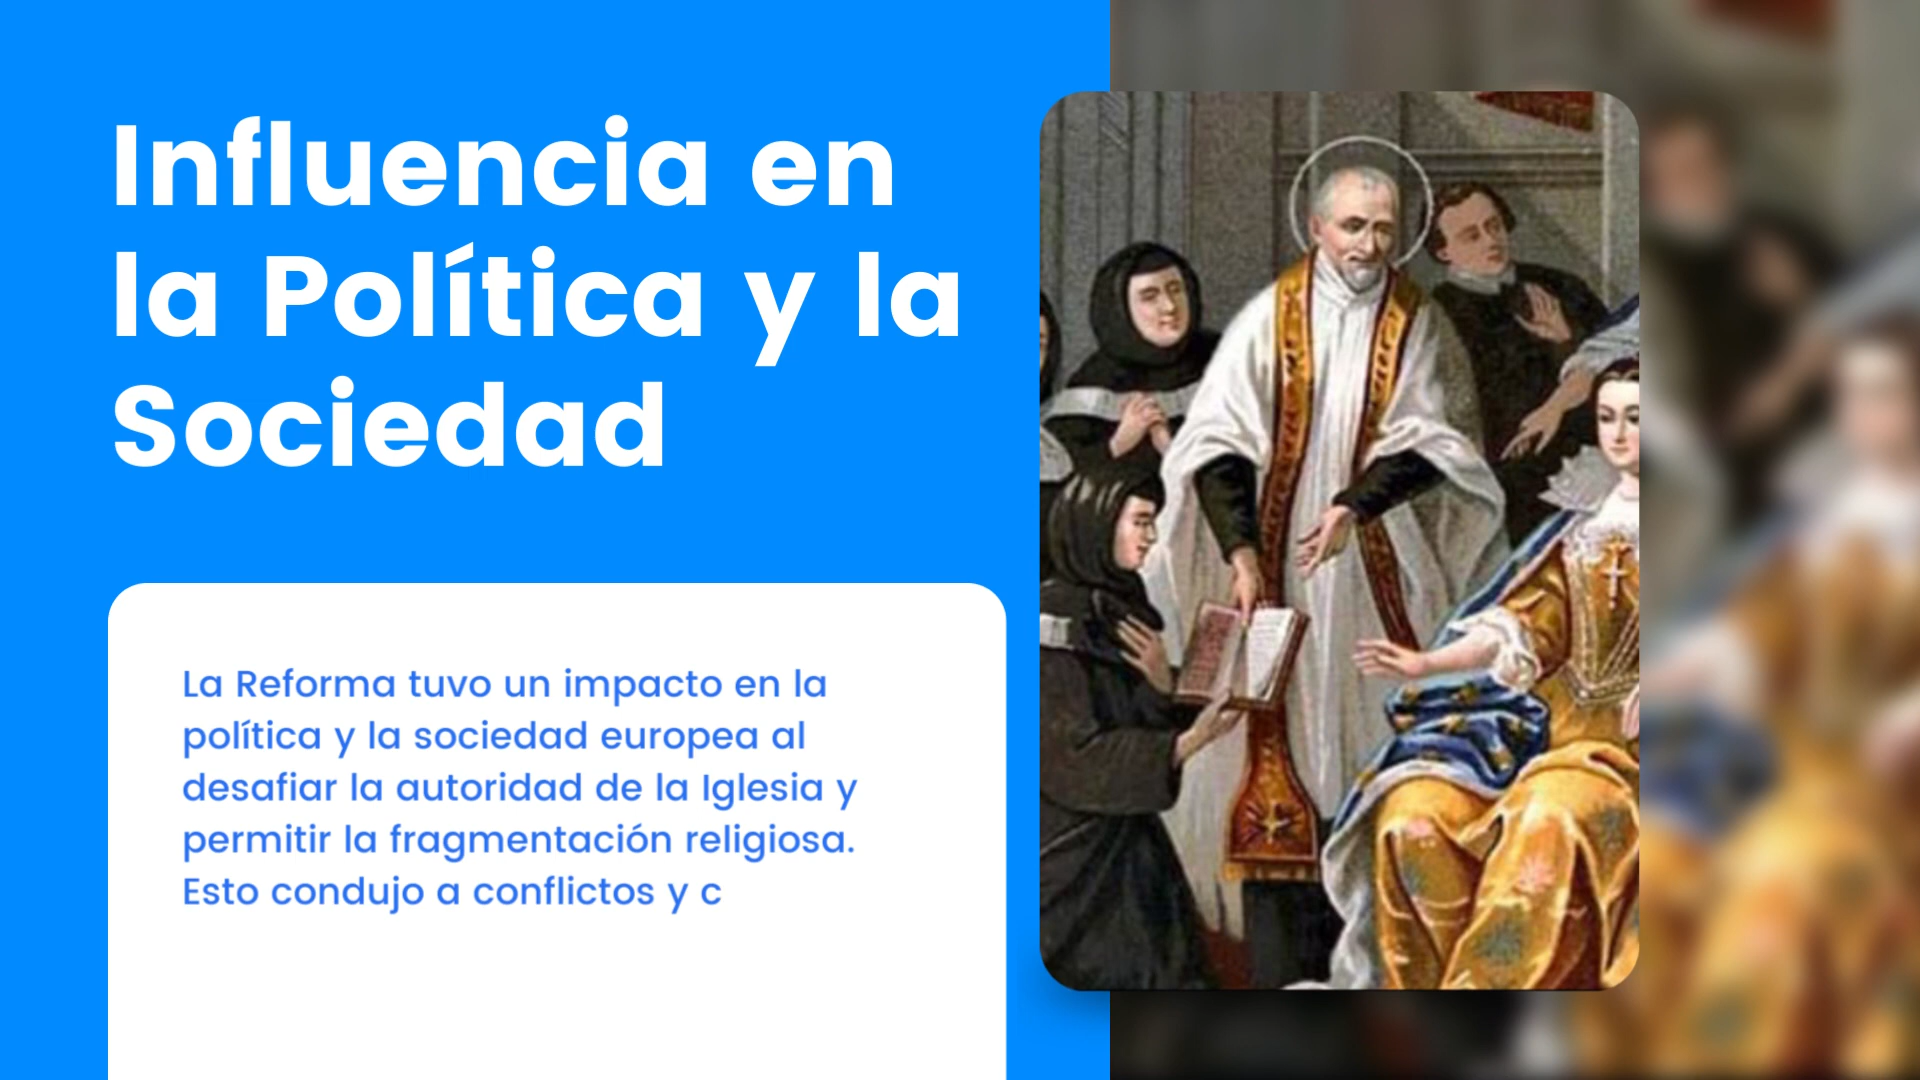 Influencia en
la Política y la
Sociedad
La Reforma tuvo un impacto en la
política y la sociedad europea al
desafiar la autoridad de la Iglesia y
permitir la fragmentación religiosa.
Esto condujo a conflictos y c